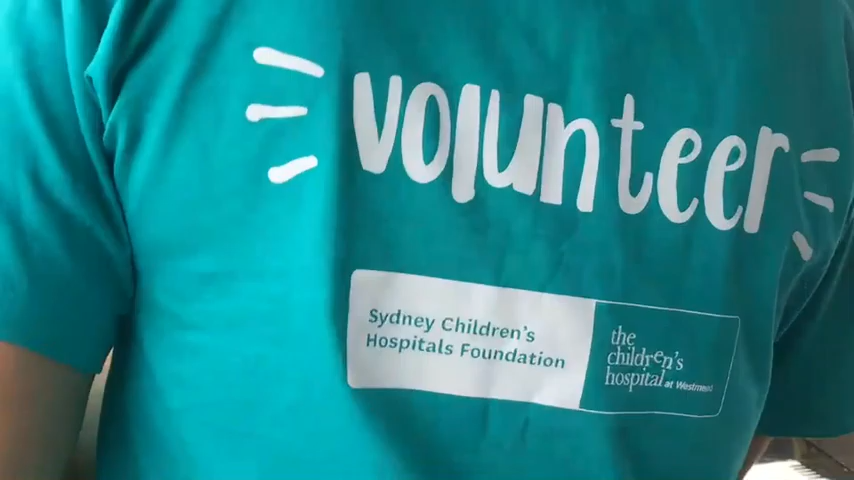 volunteer
Sydney Children's
Hospitals Foundation
the
children's
hospital at Westmead